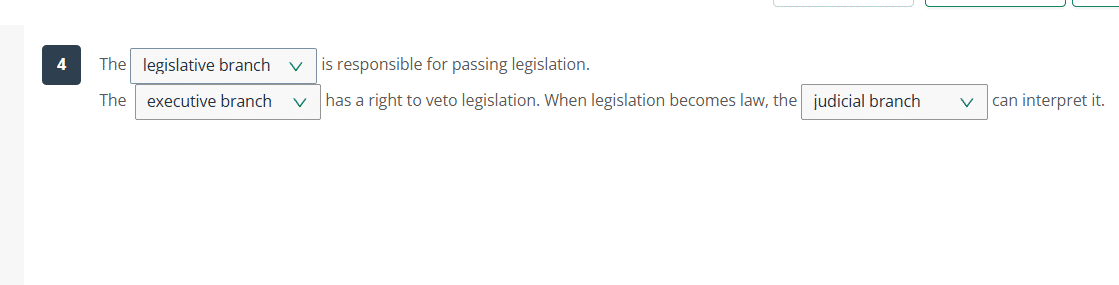 4 The legislative branch is responsible for passing legislation.
The executive branch has a right to veto legislation. When legislation becomes law, the judicial branch can interpret it.